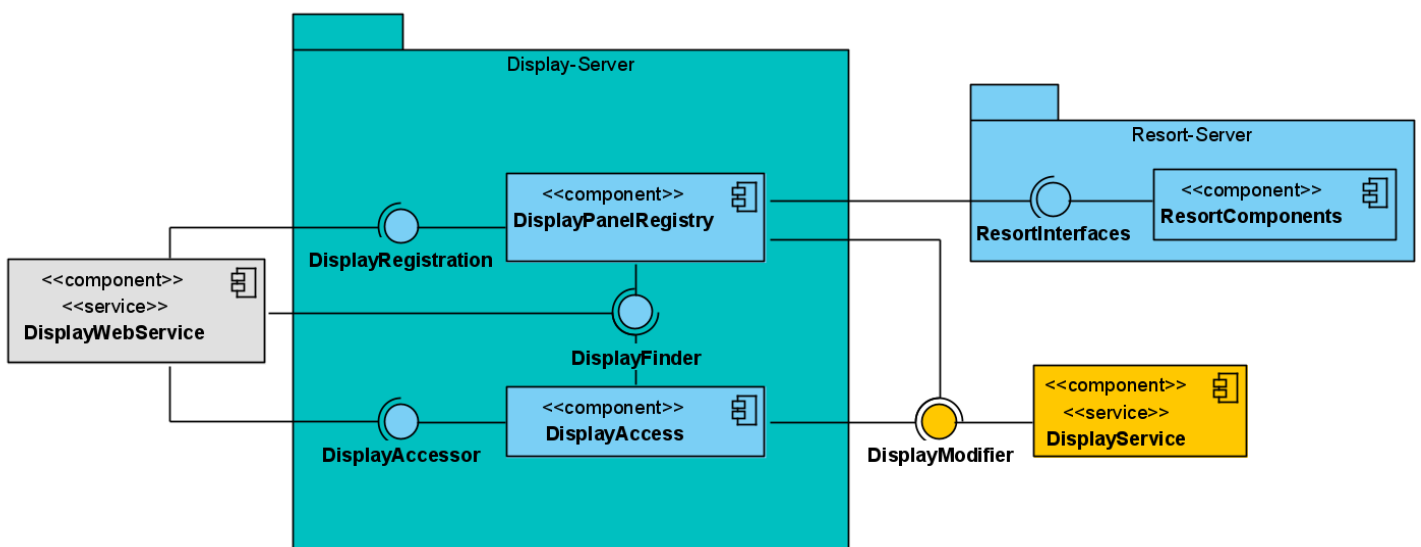 Display-Server
Resort-Server
<<component>>
DisplayPanelRegistry
<<component>>
ResortComponents
ResortInterfaces
DisplayRegistration
<<component>>
<<service>>
DisplayWebService
DisplayFinder
<<component>>
DisplayAccess
DisplayAccessor
DisplayModifier
<<component>>
<<service>>
DisplayService